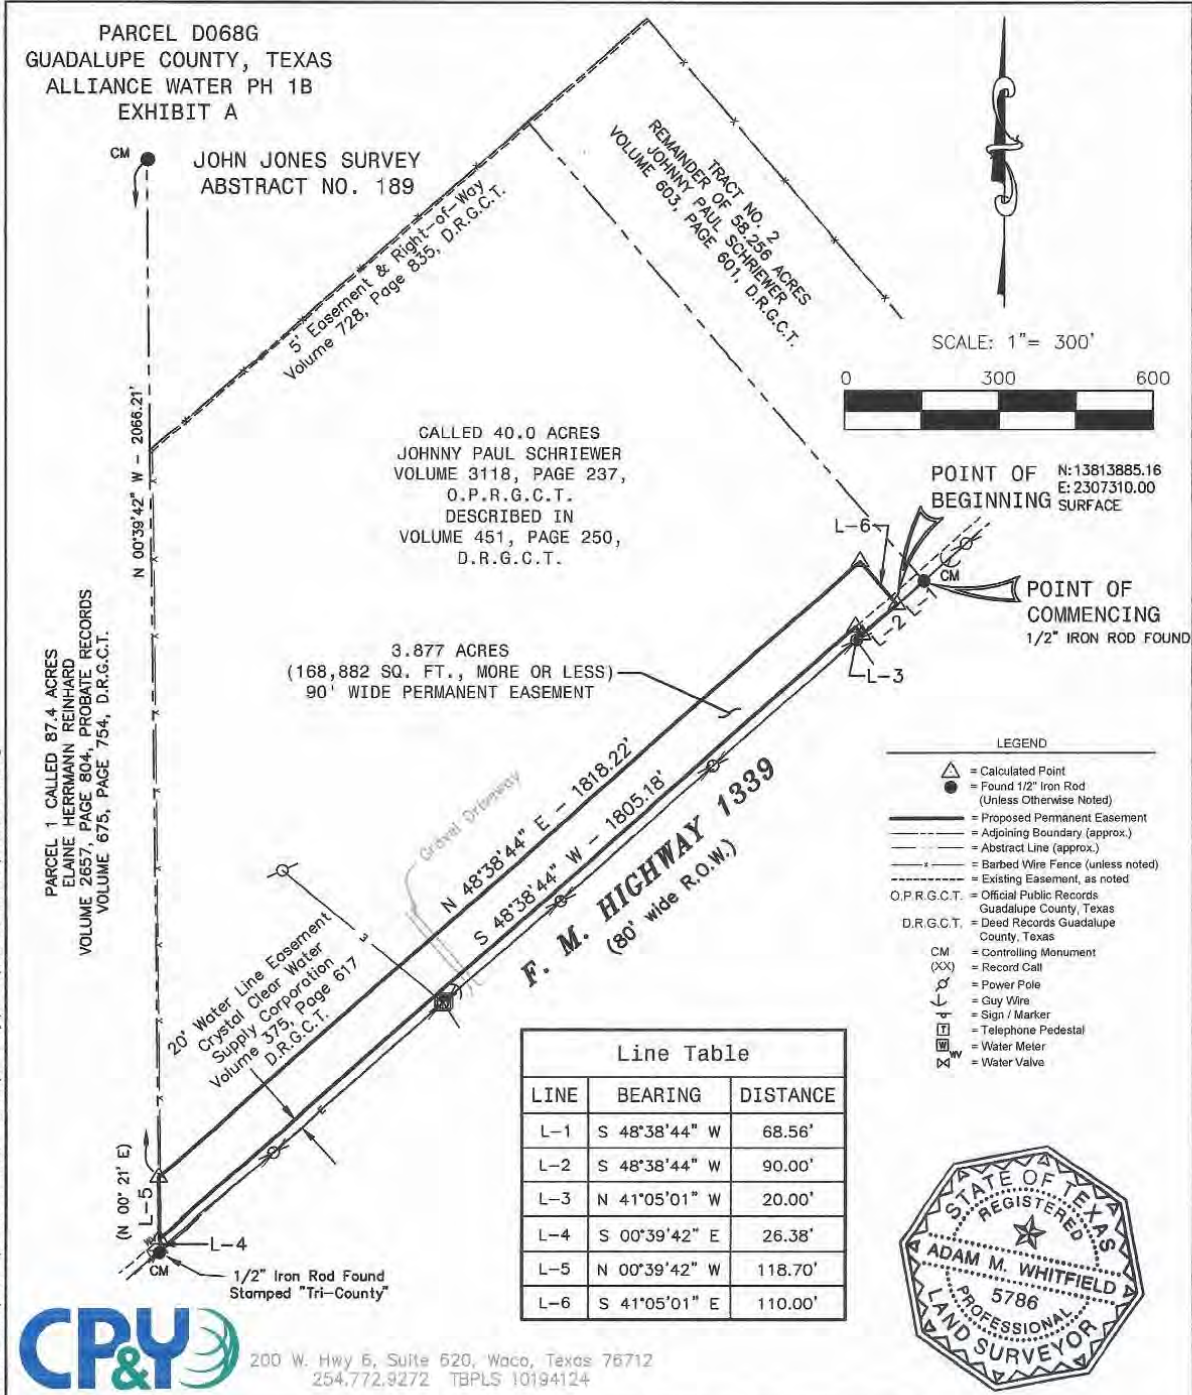 PARCEL D068G
GUADALUPE COUNTY, TEXAS
ALLIANCE WATER PH 1B
EXHIBIT A
CM
JOHN JONES SURVEY
ABSTRACT NO. 189
5' Easement & Right-of-Way
Volume 728, Page 835, D.R.G.C.T.
TRACT NO. 2
REMAINDER OF 58.256 ACRES
JOHNNY PAUL SCHRIEWER
VOLUME 603, PAGE 601, D.R.G.C.T.
SCALE: 1"= 300'
0 300 600
N 00°39'42" W - 2066.21'
CALLED 40.0 ACRES
JOHNNY PAUL SCHRIEWER
VOLUME 3118, PAGE 237,
O.P.R.G.C.T.
DESCRIBED IN
VOLUME 451, PAGE 250,
D.R.G.C.T.
POINT OF
BEGINNING
N:13813885.16
E:2307310.00
SURFACE
L-6
CM
L-1
L-2
L-3
POINT OF
COMMENCING
1/2" IRON ROD FOUND
PARCEL 1 CALLED 87.4 ACRES
ELAINE HERRMANN REINHARD
VOLUME 2657, PAGE 804, PROBATE RECORDS
VOLUME 675, PAGE 754, D.R.G.C.T.
3.877 ACRES
(168,882 SQ. FT., MORE OR LESS)
90' WIDE PERMANENT EASEMENT
N 48°38'44" E - 1818.22'
S 48°38'44" W - 1805.18'
Gravel Driveway
F. M. HIGHWAY 1339
(80' wide R.O.W.)
20' Water Line Easement
Crystal Clear Water
Supply Corporation
Volume 375, Page 617
D.R.G.C.T.
LEGEND
= Calculated Point
= Found 1/2" Iron Rod
(Unless Otherwise Noted)
= Proposed Permanent Easement
= Adjoining Boundary (approx.)
= Abstract Line (approx.)
= Barbed Wire Fence (unless noted)
= Existing Easement, as noted
O.P.R.G.C.T. = Official Public Records
Guadalupe County, Texas
D.R.G.C.T. = Deed Records Guadalupe
County, Texas
CM = Controlling Monument
(XX) = Record Call
= Power Pole
= Guy Wire
= Sign / Marker
T = Telephone Pedestal
W = Water Meter
WV = Water Valve
Line Table
LINE BEARING DISTANCE
L-1 S 48°38'44" W 68.56'
L-2 S 48°38'44" W 90.00'
L-3 N 41°05'01" W 20.00'
L-4 S 00°39'42" E 26.38'
L-5 N 00°39'42" W 118.70'
L-6 S 41°05'01" E 110.00'
(N 00° 21' E)
L-5
L-4
CM
1/2" Iron Rod Found
Stamped "Tri-County"
STATE OF TEXAS
REGISTERED
ADAM M. WHITFIELD
5786
PROFESSIONAL
LAND SURVEYOR
CP&Y
200 W. Hwy 6, Suite 620, Waco, Texas 76712
254.772.9272 TBPLS 10194124